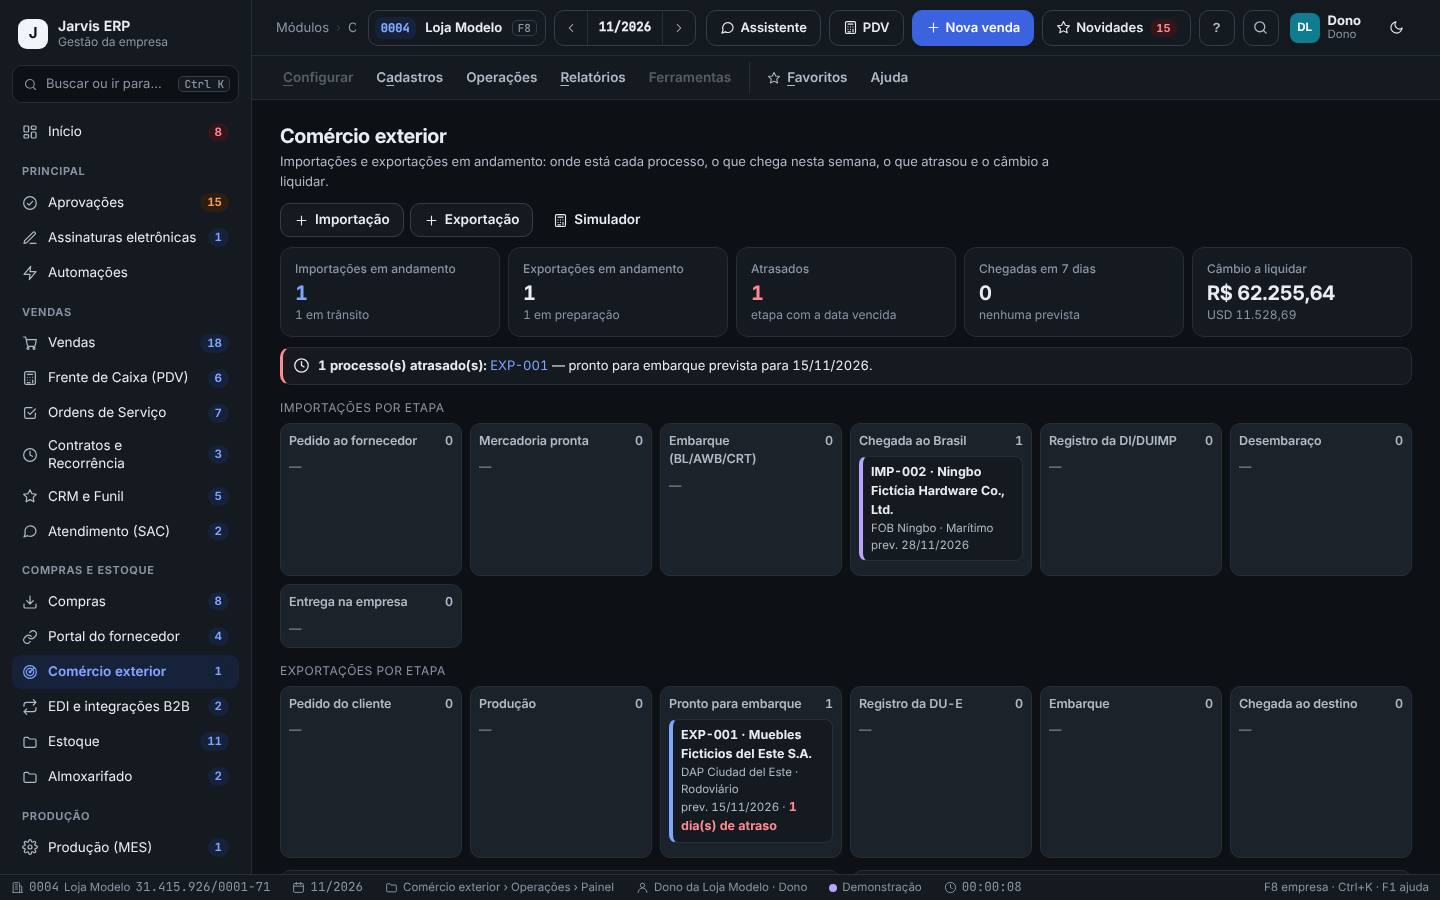 J
Jarvis ERP
Gestão da empresa
Buscar ou ir para... Ctrl K
Início 8
PRINCIPAL
Aprovações 15
Assinaturas eletrônicas 1
Automações
VENDAS
Vendas 18
Frente de Caixa (PDV) 6
Ordens de Serviço 7
Contratos e
Recorrência 3
CRM e Funil 5
Atendimento (SAC) 2
COMPRAS E ESTOQUE
Compras 8
Portal do fornecedor 4
Comércio exterior 1
EDI e integrações B2B 2
Estoque 11
Almoxarifado 2
PRODUÇÃO
Produção (MES) 1
Módulos › C
0004 Loja Modelo F8
‹ 11/2026 ›
Assistente
PDV
+ Nova venda
Novidades 15
?
DL
Dono
Dono
Configurar Cadastros Operações Relatórios Ferramentas Favoritos Ajuda
Comércio exterior
Importações e exportações em andamento: onde está cada processo, o que chega nesta semana, o que atrasou e o câmbio a
liquidar.
+ Importação + Exportação Simulador
Importações em andamento
1
1 em trânsito
Exportações em andamento
1
1 em preparação
Atrasados
1
etapa com a data vencida
Chegadas em 7 dias
0
nenhuma prevista
Câmbio a liquidar
R$ 62.255,64
USD 11.528,69
1 processo(s) atrasado(s): EXP-001 — pronto para embarque prevista para 15/11/2026.
IMPORTAÇÕES POR ETAPA
Pedido ao fornecedor 0
—
Mercadoria pronta 0
—
Embarque 0
(BL/AWB/CRT)
—
Chegada ao Brasil 1
IMP-002 · Ningbo
Fictícia Hardware Co.,
Ltd.
FOB Ningbo · Marítimo
prev. 28/11/2026
Registro da DI/DUIMP 0
—
Desembaraço 0
—
Entrega na empresa 0
—
EXPORTAÇÕES POR ETAPA
Pedido do cliente 0
—
Produção 0
—
Pronto para embarque 1
EXP-001 · Muebles
Ficticios del Este S.A.
DAP Ciudad del Este ·
Rodoviário
prev. 15/11/2026 · 1
dia(s) de atraso
Registro da DU-E 0
—
Embarque 0
—
Chegada ao destino 0
—
0004 Loja Modelo 31.415.926/0001-71 11/2026 Comércio exterior › Operações › Painel Dono da Loja Modelo · Dono Demonstração 00:00:08 F8 empresa · Ctrl+K · F1 ajuda